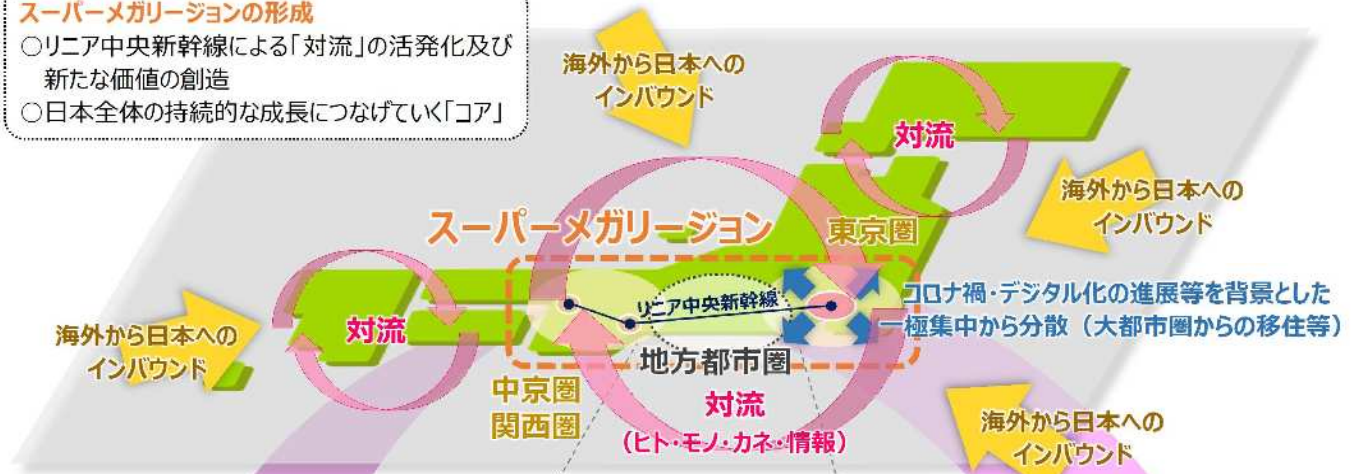 スーパーメガリージョンの形成
○リニア中央新幹線による「対流」の活発化及び
新たな価値の創造
○日本全体の持続的な成長につなげていく「コア」
海外から日本への
インバウンド
対流
海外から日本への
インバウンド
スーパーメガリージョン
東京圏
リニア中央新幹線
コロナ禍・デジタル化の進展等を背景とした
一極集中から分散（大都市圏からの移住等）
対流
海外から日本への
インバウンド
地方都市圏
中京圏
関西圏
対流
（ヒト・モノ・カネ・情報）
海外から日本への
インバウンド